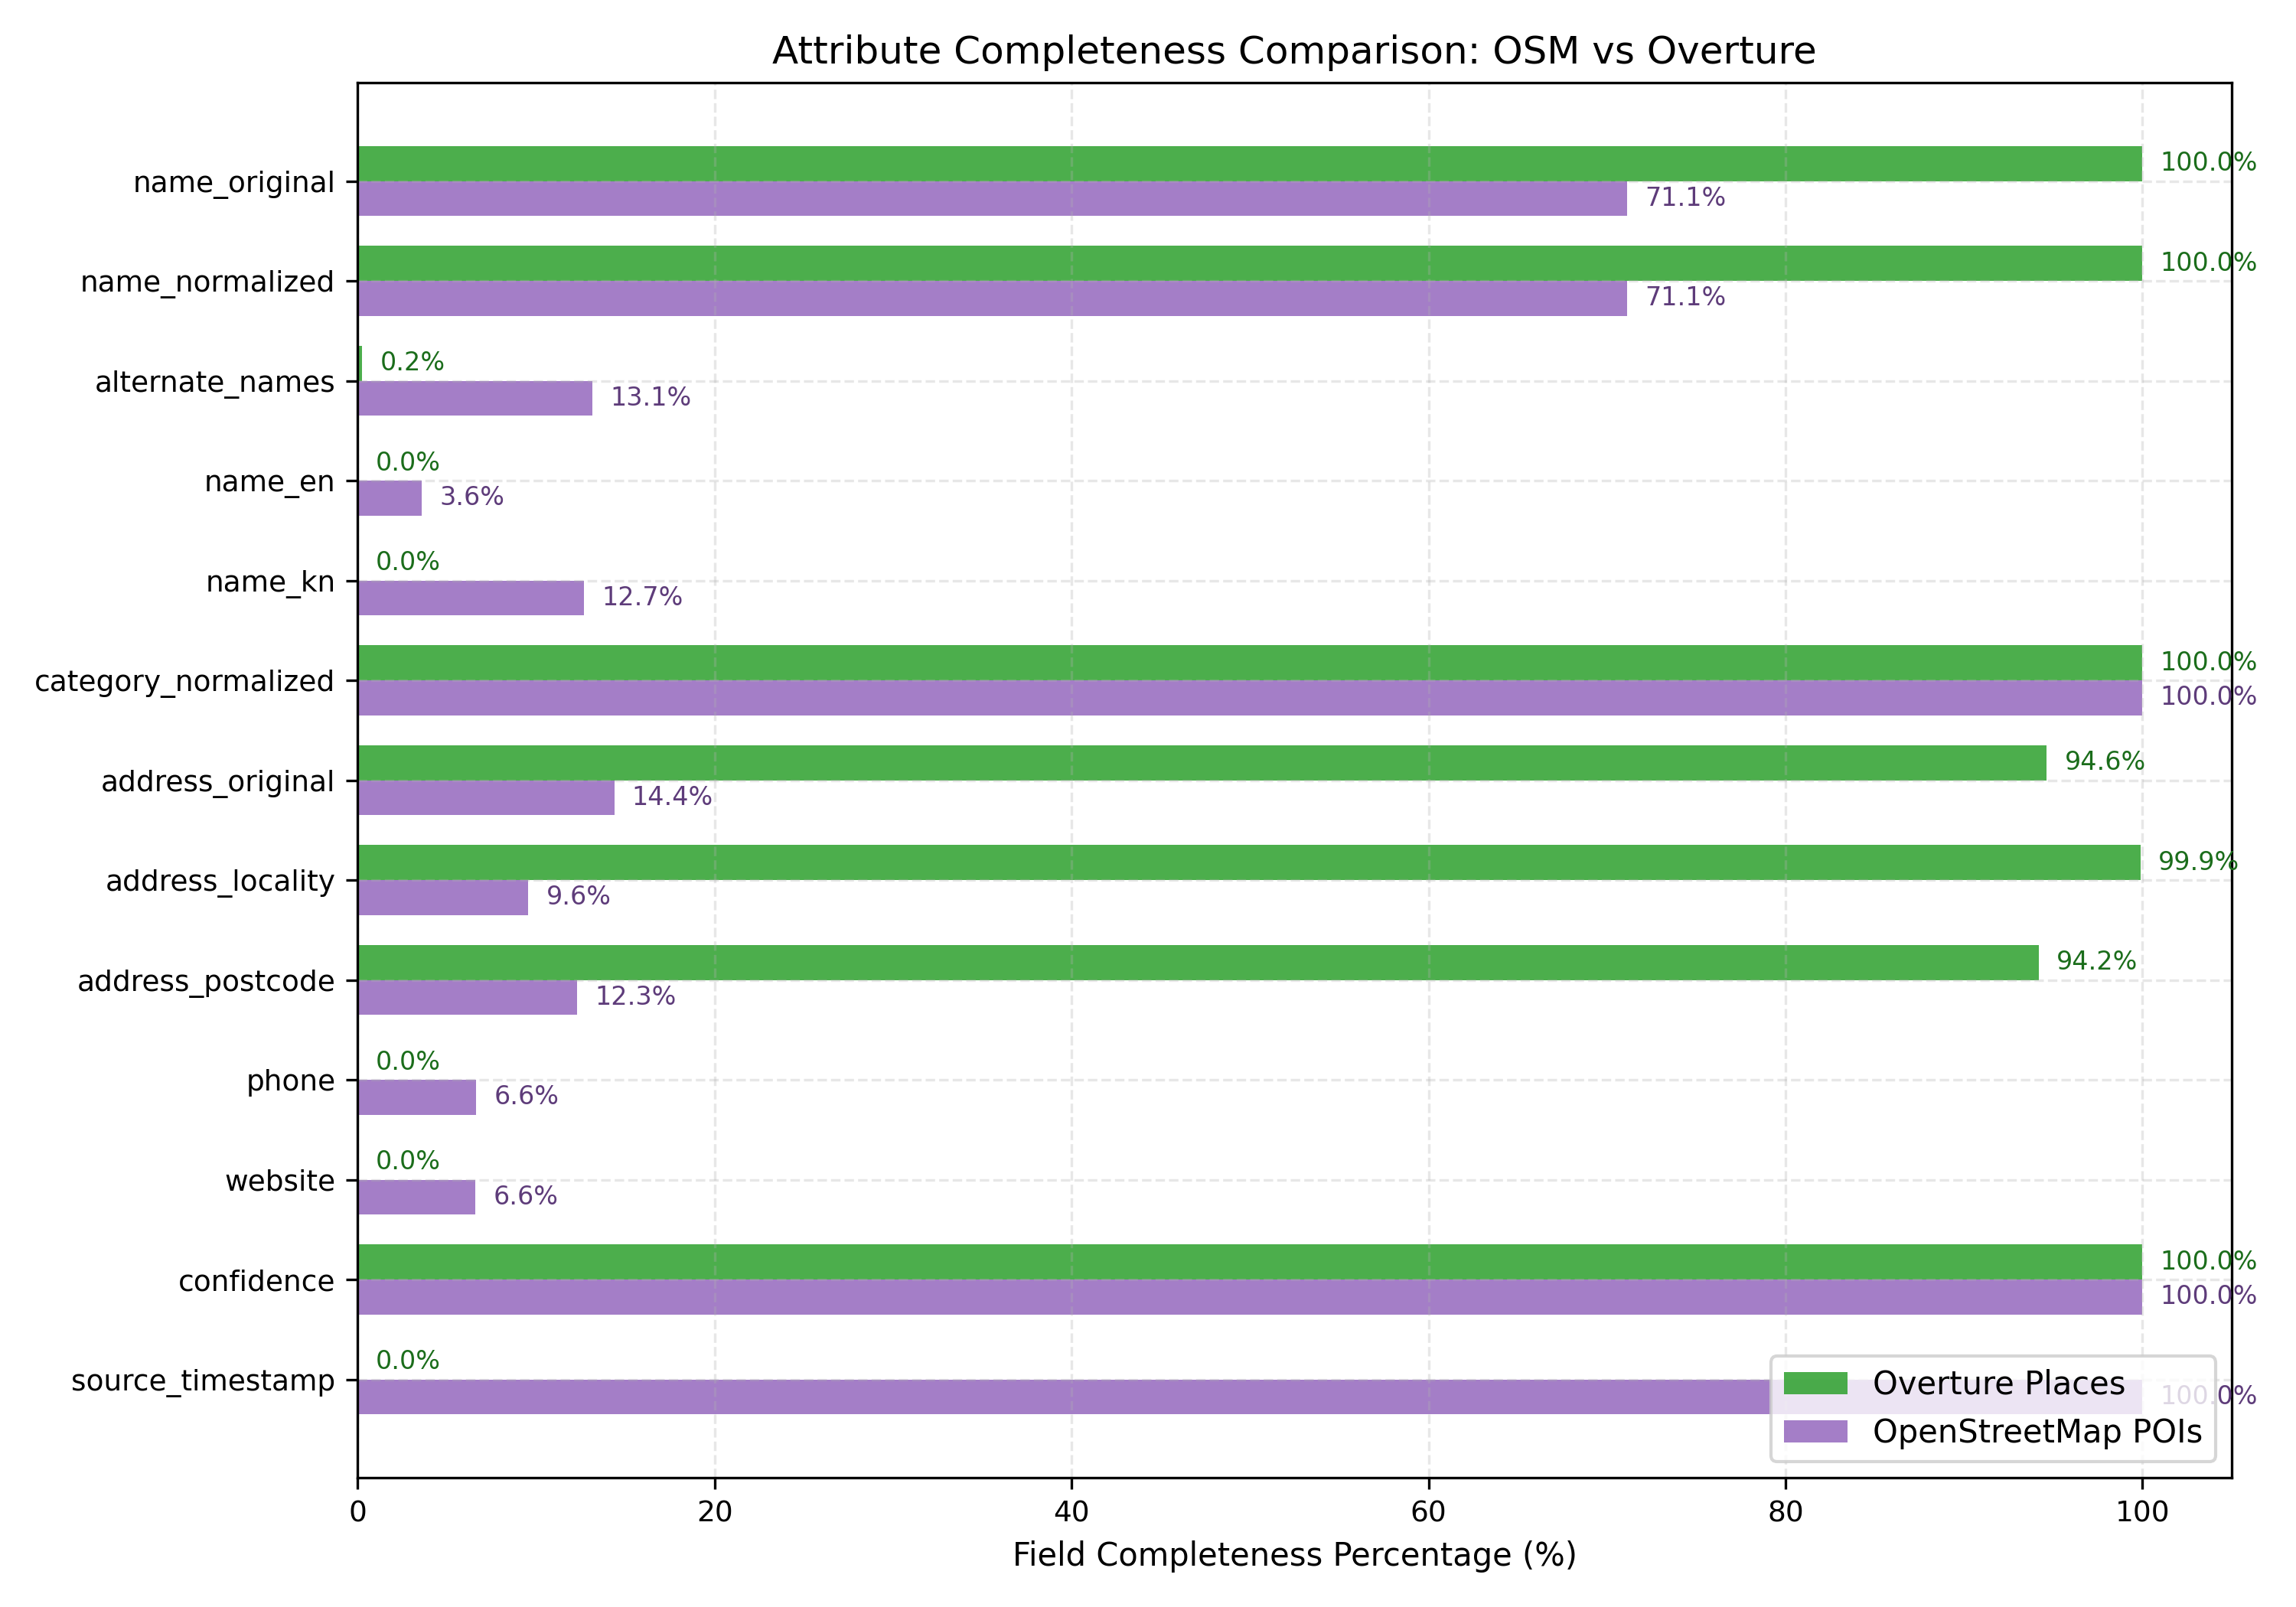 Attribute Completeness Comparison: OSM vs Overture
name_original
100.0%
71.1%
name_normalized
100.0%
71.1%
alternate_names
0.2%
13.1%
name_en
0.0%
3.6%
name_kn
0.0%
12.7%
category_normalized
100.0%
100.0%
address_original
94.6%
14.4%
address_locality
99.9%
9.6%
address_postcode
94.2%
12.3%
phone
0.0%
6.6%
website
0.0%
6.6%
confidence
100.0%
100.0%
source_timestamp
0.0%
100.0%
Overture Places
OpenStreetMap POIs
0 20 40 60 80 100
Field Completeness Percentage (%)